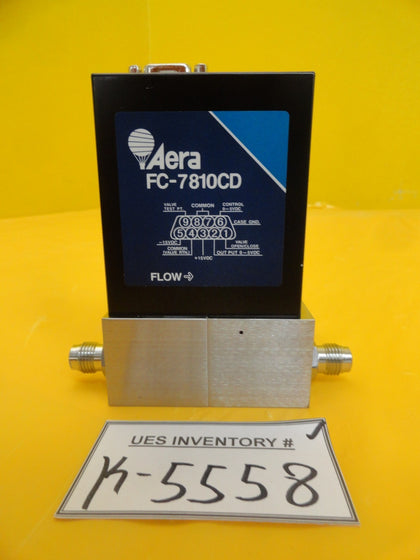 Aera
FC-7810CD
VALVE TEST PT.
COMMON
CONTROL 0–5VDC
9 8 7 6
CASE GND.
5 4 3 2 1
-15VDC
VALVE OPEN/CLOSE
COMMON (VALVE RTN.)
+15VDC
OUT PUT 0–5VDC
FLOW
UES INVENTORY #
K-5558